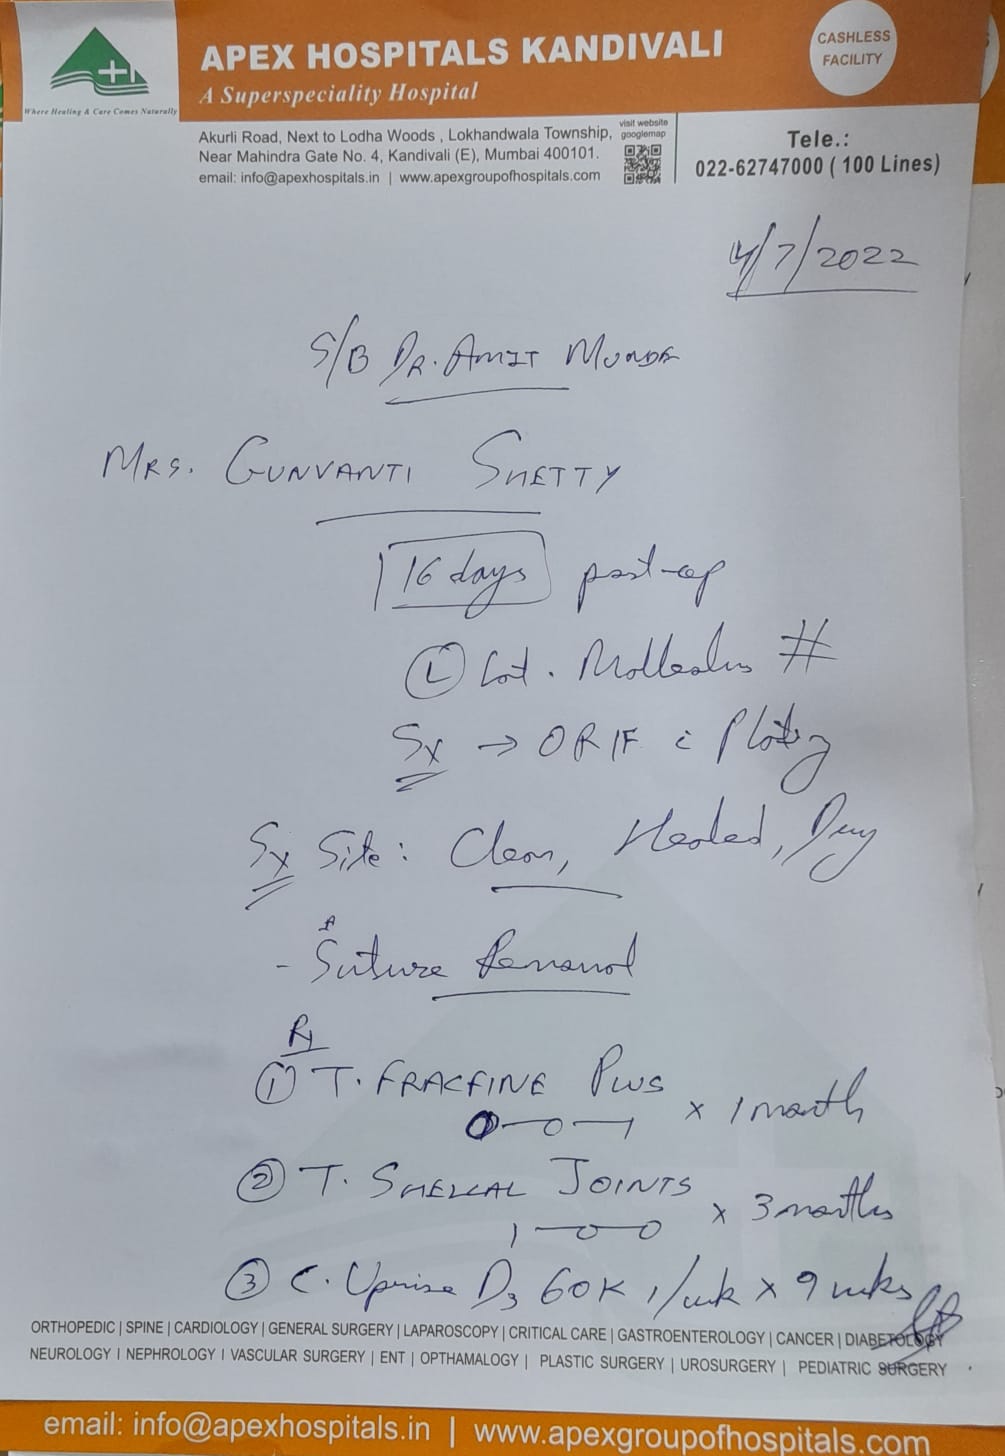 APEX HOSPITALS KANDIVALI
A Superspeciality Hospital
Where Healing & Care Comes Naturally
CASHLESS
FACILITY
Akurli Road, Next to Lodha Woods , Lokhandwala Township,
Near Mahindra Gate No. 4, Kandivali (E), Mumbai 400101.
email: info@apexhospitals.in | www.apexgroupofhospitals.com
visit website
googlemap
Tele.:
022-62747000 ( 100 Lines)
4/7/2022
S/B DR. AMIT
MRS. GUNVANTI SHETTY
16 days post-op
(L) Lat. Malleolus #
Sx → ORIF c̄ Plating
Sx Site: Clean, Healed, Dry
- Suture Removal
Rx
① T. FRACFINE PLUS
0—0—1 x 1 month
② T. SHELCAL JOINTS
1—0—0 x 3 months
③ C. Uprise D3 60K 1/wk x 9 wks
ORTHOPEDIC | SPINE | CARDIOLOGY | GENERAL SURGERY | LAPAROSCOPY | CRITICAL CARE | GASTROENTEROLOGY | CANCER | DIABETOLOGY
NEUROLOGY I NEPHROLOGY I VASCULAR SURGERY | ENT | OPTHAMALOGY | PLASTIC SURGERY | UROSURGERY | PEDIATRIC SURGERY
email: info@apexhospitals.in | www.apexgroupofhospitals.com